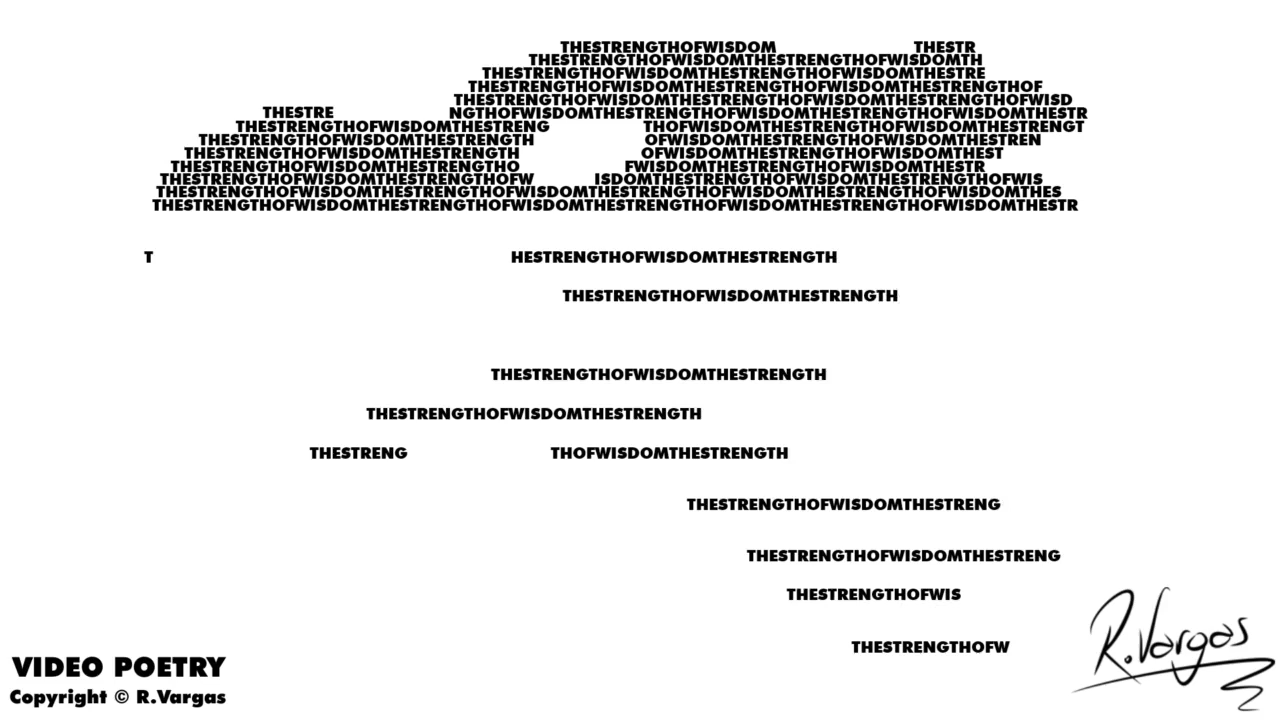 THESTRENGTHOFWISDOM THESTR
THESTRENGTHOFWISDOMTHESTRENGTHOFWISDOMTH
THESTRENGTHOFWISDOMTHESTRENGTHOFWISDOMTHESTRE
THESTRENGTHOFWISDOMTHESTRENGTHOFWISDOMTHESTRENGTHOF
THESTRENGTHOFWISDOMTHESTRENGTHOFWISDOMTHESTRENGTHOFWISD
THESTRE NGTHOFWISDOMTHESTRENGTHOFWISDOMTHESTRENGTHOFWISDOMTHESTR
THESTRENGTHOFWISDOMTHESTRENG THOFWISDOMTHESTRENGTHOFWISDOMTHESTRENGT
THESTRENGTHOFWISDOMTHESTRENGTH OFWISDOMTHESTRENGTHOFWISDOMTHESTREN
THESTRENGTHOFWISDOMTHESTRENGTH OFWISDOMTHESTRENGTHOFWISDOMTHEST
THESTRENGTHOFWISDOMTHESTRENGTHO FWISDOMTHESTRENGTHOFWISDOMTHESTR
THESTRENGTHOFWISDOMTHESTRENGTHOFW ISDOMTHESTRENGTHOFWISDOMTHESTRENGTHOFWIS
THESTRENGTHOFWISDOMTHESTRENGTHOFWISDOMTHESTRENGTHOFWISDOMTHESTRENGTHOFWISDOMTHES
THESTRENGTHOFWISDOMTHESTRENGTHOFWISDOMTHESTRENGTHOFWISDOMTHESTRENGTHOFWISDOMTHESTR
T HESTRENGTHOFWISDOMTHESTRENGTH
THESTRENGTHOFWISDOMTHESTRENGTH
THESTRENGTHOFWISDOMTHESTRENGTH
THESTRENGTHOFWISDOMTHESTRENGTH
THESTRENG THOFWISDOMTHESTRENGTH
THESTRENGTHOFWISDOMTHESTRENG
THESTRENGTHOFWISDOMTHESTRENG
THESTRENGTHOFWIS
THESTRENGTHOFW
R.Vargas
VIDEO POETRY
Copyright © R.Vargas